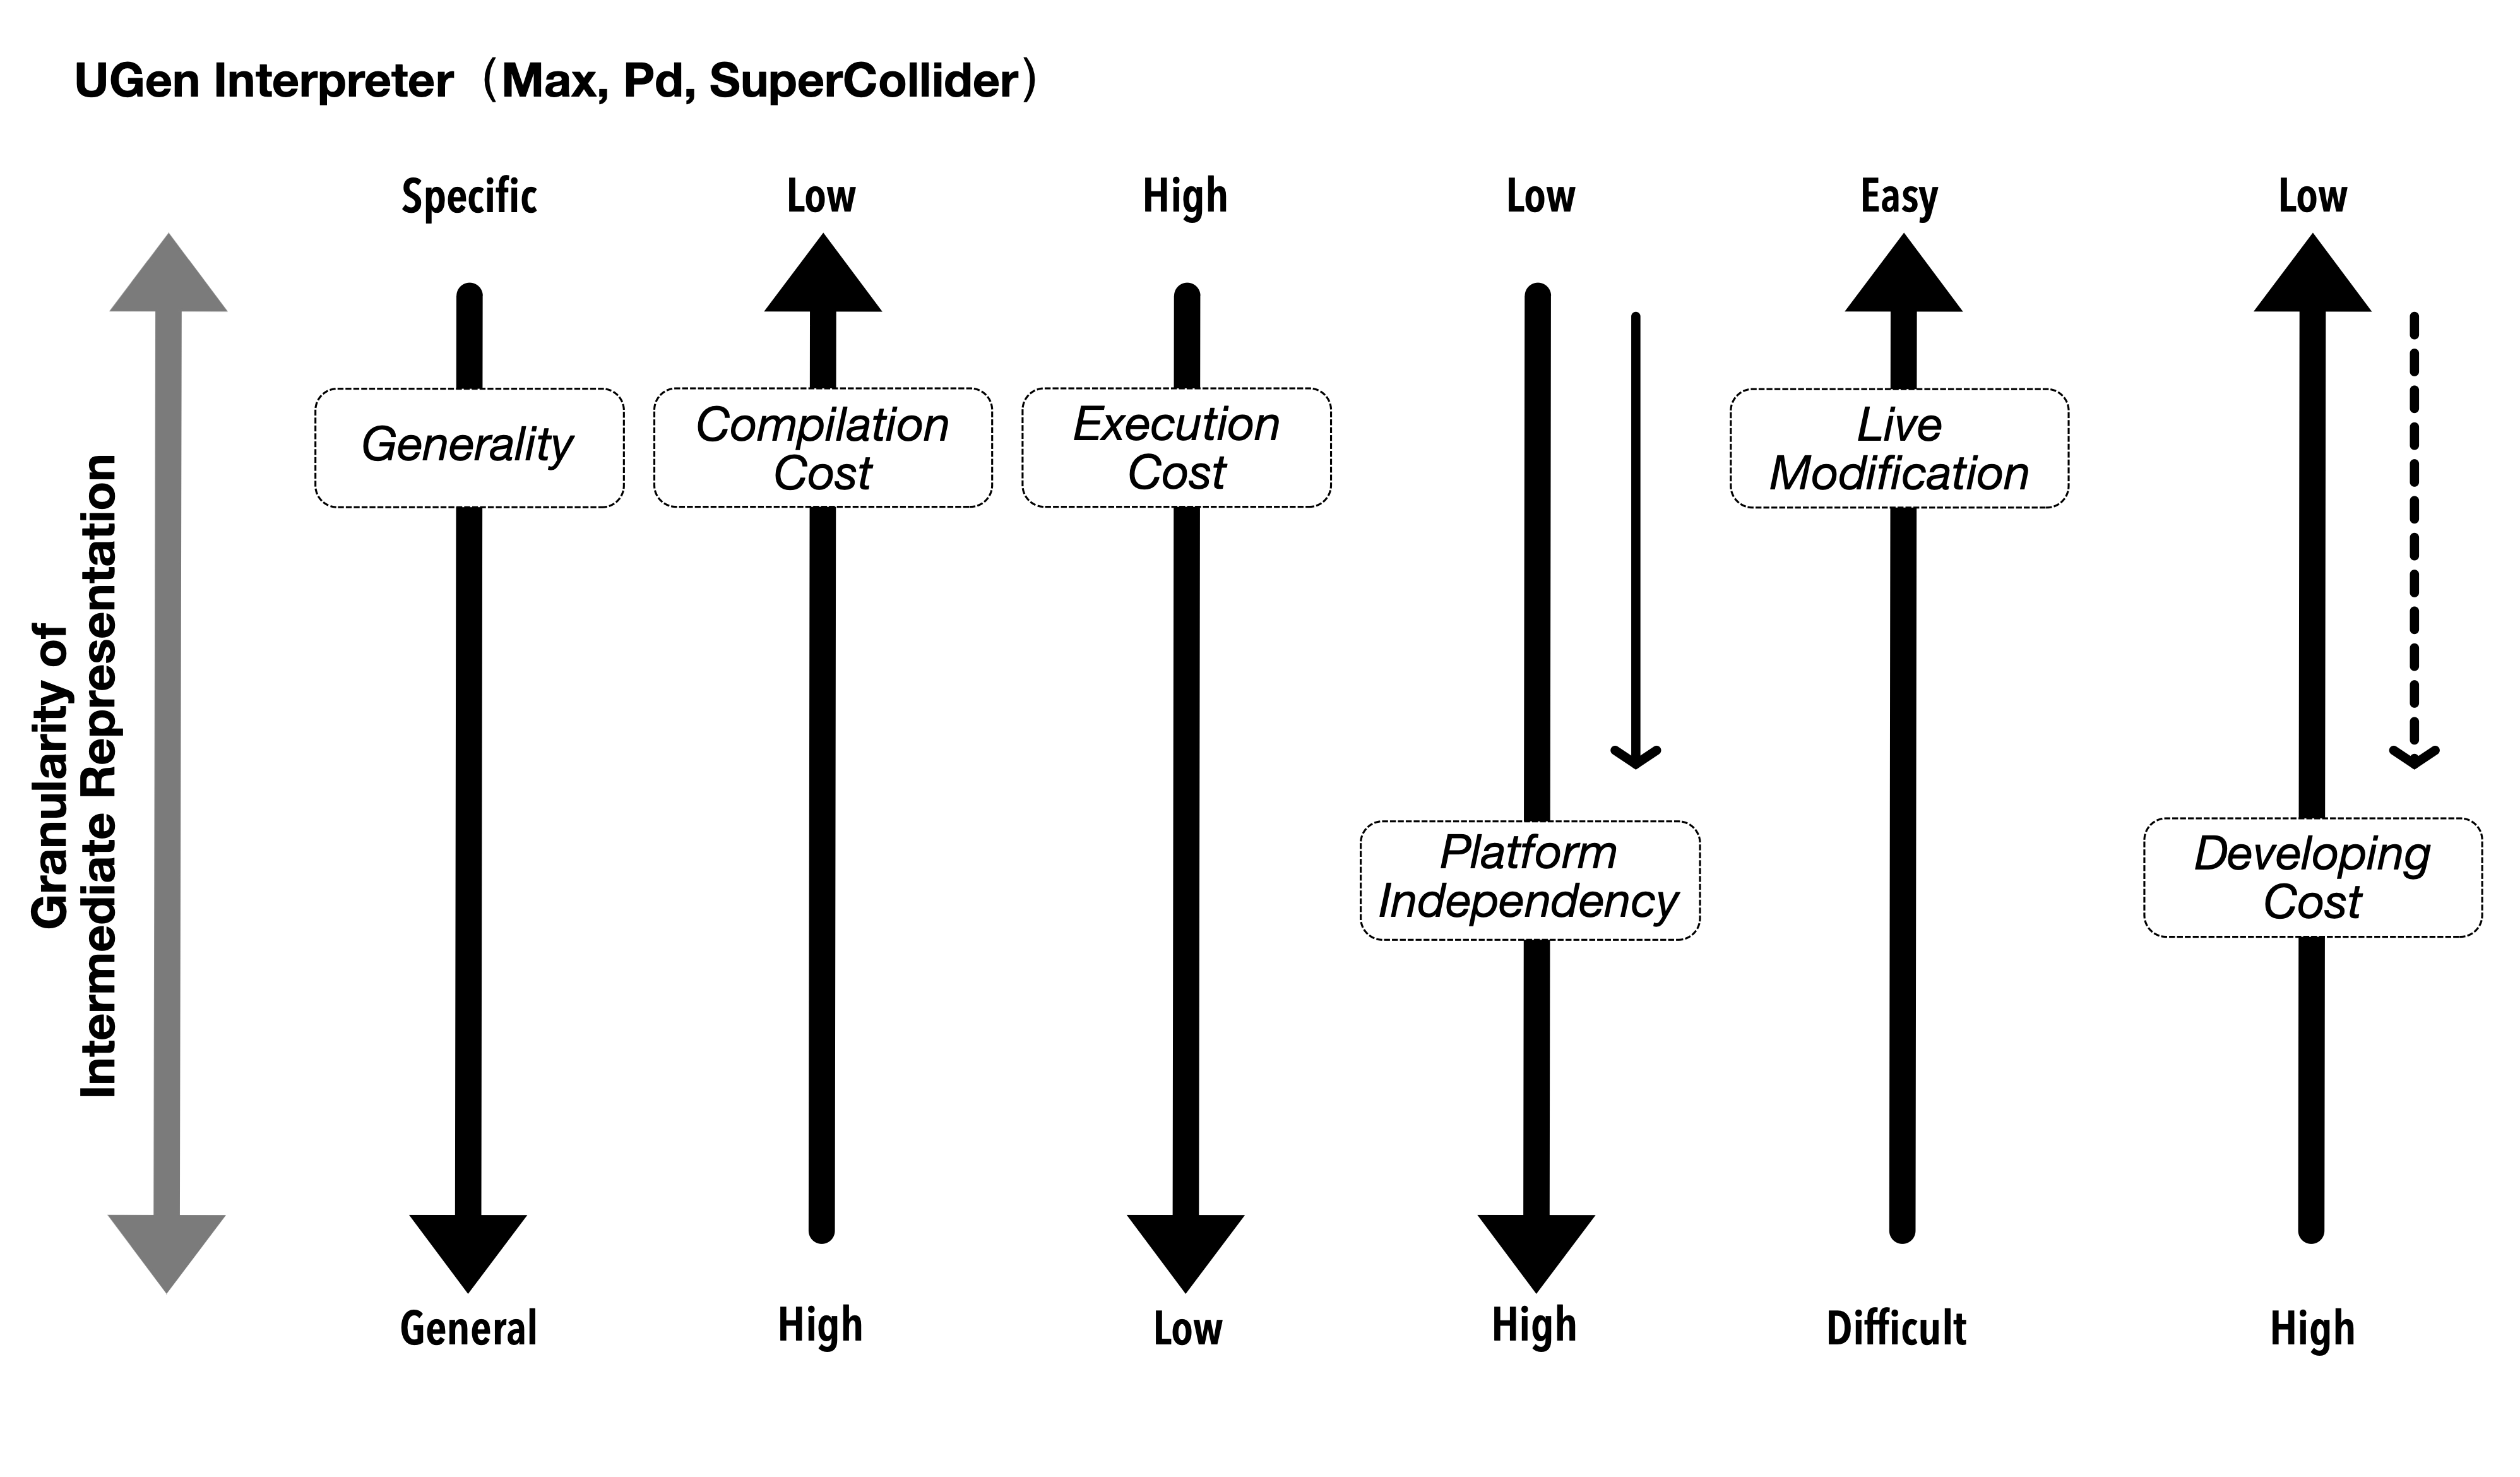 UGen Interpreter（Max, Pd, SuperCollider）
Specific
Low
High
Low
Easy
Low
Granularity of
Intermediate Representation
Generality
Compilation
Cost
Execution
Cost
Live
Modification
Platform
Independency
Developing
Cost
General
High
Low
High
Difficult
High